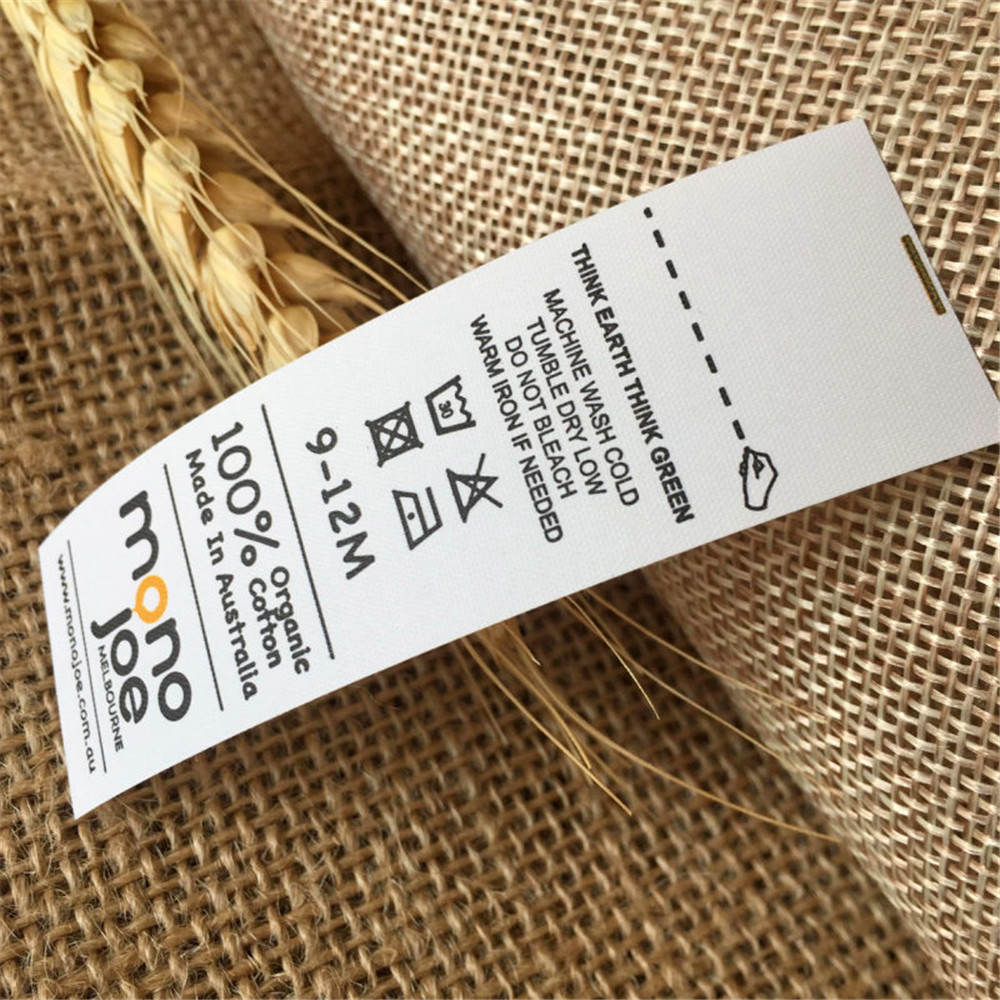 THINK EARTH THINK GREEN
MACHINE WASH COLD
TUMBLE DRY LOW
DO NOT BLEACH
WARM IRON IF NEEDED
30
9-12M
100% Organic
Cotton
Made In Australia
mono
joe
MELBOURNE
www.monojoe.com.au